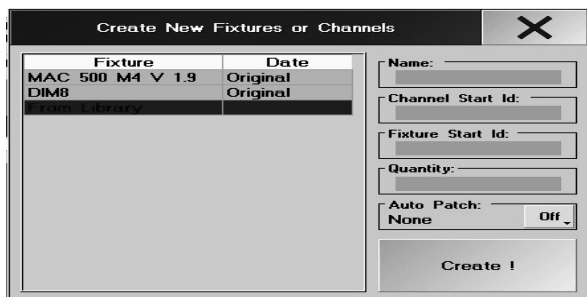 Create New Fixtures or Channels
Fixture Date
MAC 500 M4 V 1.9 Original
DIM8 Original
From Library
Name:
Channel Start Id:
Fixture Start Id:
Quantity:
Auto Patch:
None Off
Create !